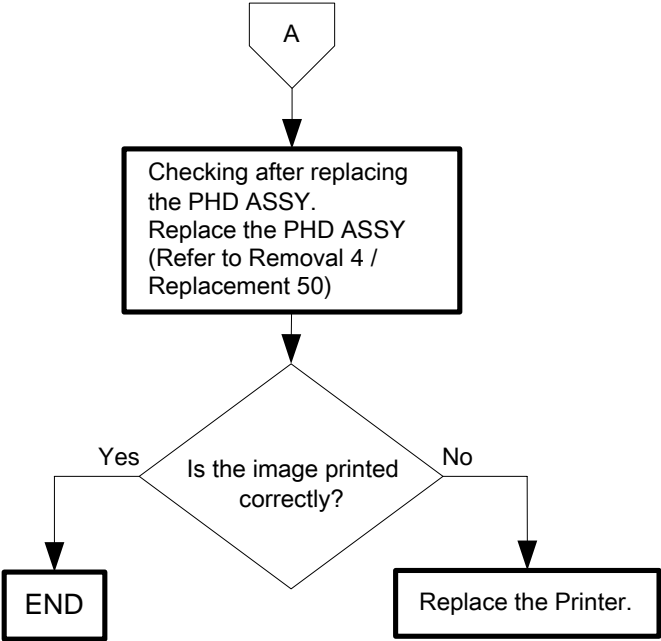 A
Checking after replacing
the PHD ASSY.
Replace the PHD ASSY
(Refer to Removal 4 /
Replacement 50)
Yes
No
Is the image printed
correctly?
END
Replace the Printer.